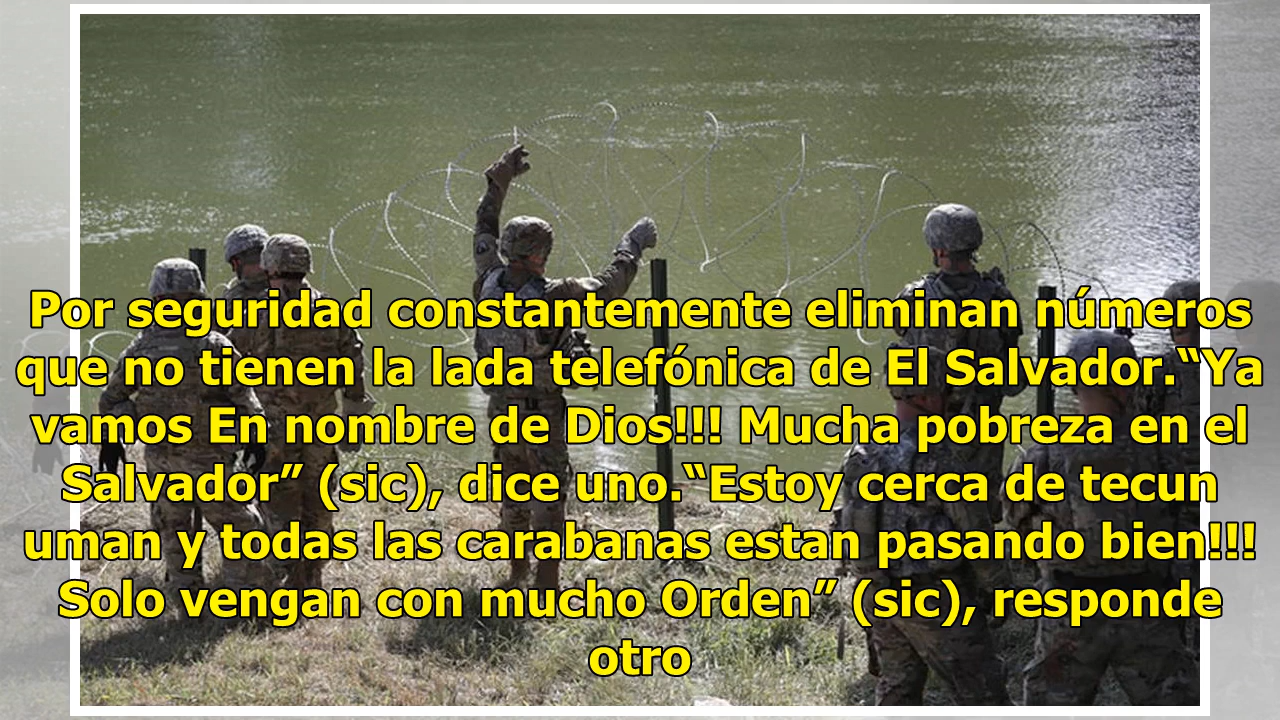 Por seguridad constantemente eliminan números
que no tienen la lada telefónica de El Salvador.“Ya
vamos En nombre de Dios!!! Mucha pobreza en el
Salvador” (sic), dice uno.“Estoy cerca de tecun
uman y todas las carabanas estan pasando bien!!!
Solo vengan con mucho Orden” (sic), responde
otro